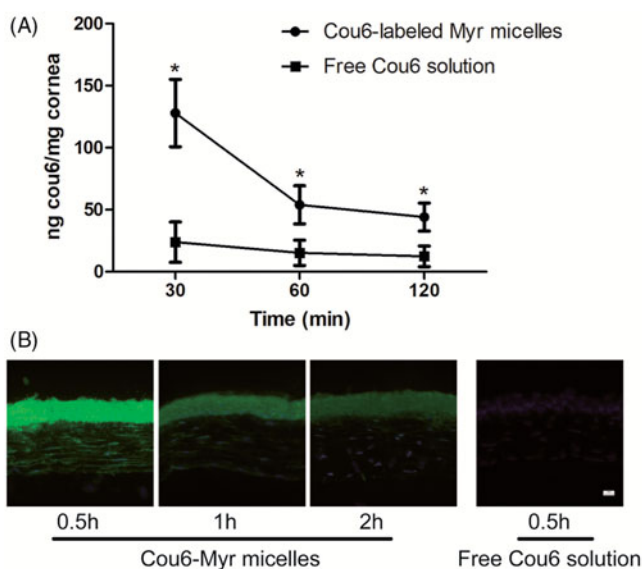 (A)
200
150
100
50
0
ng cou6/mg cornea
Cou6-labeled Myr micelles
Free Cou6 solution
*
*
*
30 60 120
Time (min)
(B)
0.5h 1h 2h 0.5h
Cou6-Myr micelles Free Cou6 solution